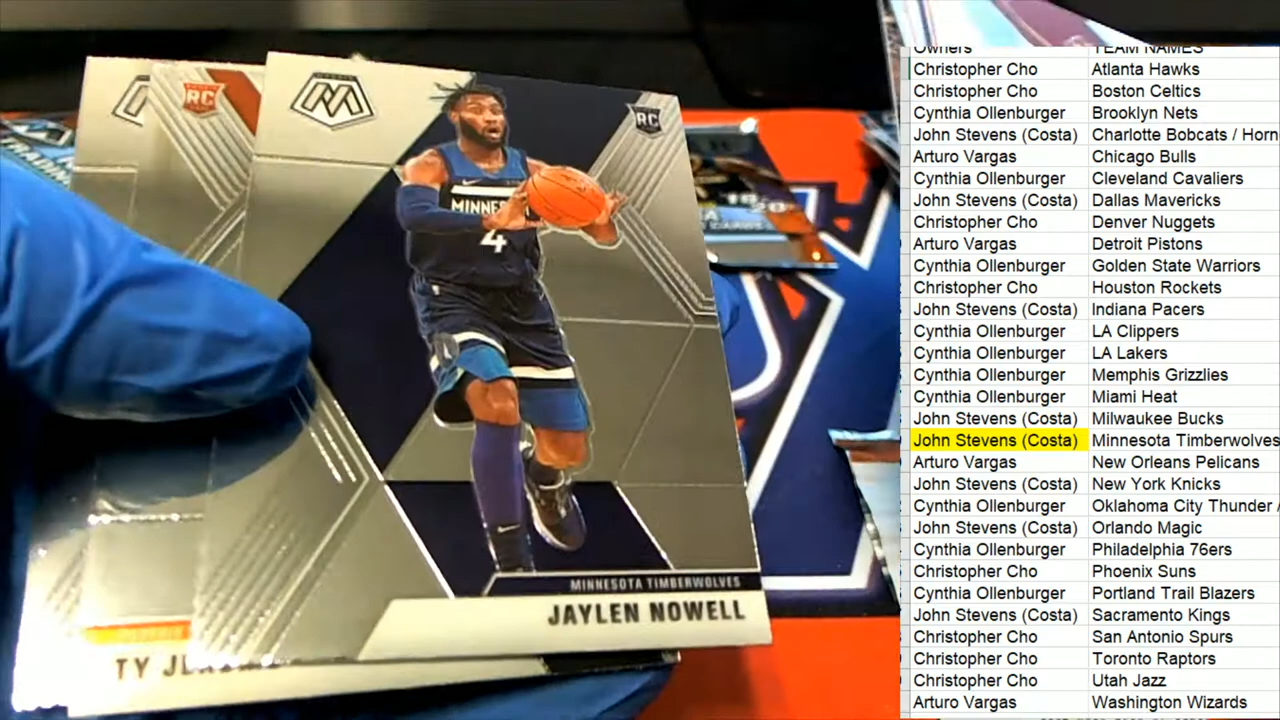 RC
RC
MINNES
4
MINNESOTA TIMBERWOLVES
JAYLEN NOWELL
TY
Owners TEAM NAMES
Christopher Cho Atlanta Hawks
Christopher Cho Boston Celtics
Cynthia Ollenburger Brooklyn Nets
John Stevens (Costa) Charlotte Bobcats / Horn
Arturo Vargas Chicago Bulls
Cynthia Ollenburger Cleveland Cavaliers
John Stevens (Costa) Dallas Mavericks
Christopher Cho Denver Nuggets
Arturo Vargas Detroit Pistons
Cynthia Ollenburger Golden State Warriors
Christopher Cho Houston Rockets
John Stevens (Costa) Indiana Pacers
Cynthia Ollenburger LA Clippers
Cynthia Ollenburger LA Lakers
Cynthia Ollenburger Memphis Grizzlies
Cynthia Ollenburger Miami Heat
John Stevens (Costa) Milwaukee Bucks
John Stevens (Costa) Minnesota Timberwolves
Arturo Vargas New Orleans Pelicans
John Stevens (Costa) New York Knicks
Cynthia Ollenburger Oklahoma City Thunder /
John Stevens (Costa) Orlando Magic
Cynthia Ollenburger Philadelphia 76ers
Christopher Cho Phoenix Suns
Cynthia Ollenburger Portland Trail Blazers
John Stevens (Costa) Sacramento Kings
Christopher Cho San Antonio Spurs
Christopher Cho Toronto Raptors
Christopher Cho Utah Jazz
Arturo Vargas Washington Wizards